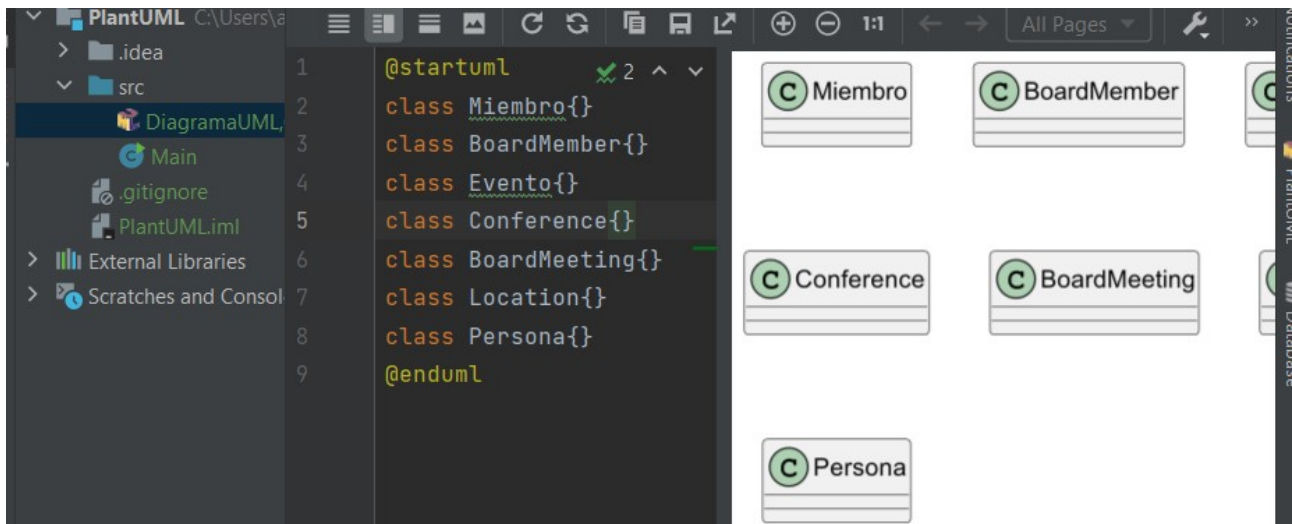 PlantUML C:\Users\a
1:1
All Pages
.idea
src
DiagramaUML.
Main
.gitignore
PlantUML.iml
External Libraries
Scratches and Consol
1 @startuml
2
2 class Miembro{}
3 class BoardMember{}
4 class Evento{}
5 class Conference{}
6 class BoardMeeting{}
7 class Location{}
8 class Persona{}
9 @enduml
C Miembro
C BoardMember
C
C Conference
C BoardMeeting
C Persona
Notifications
PlantUML
Database